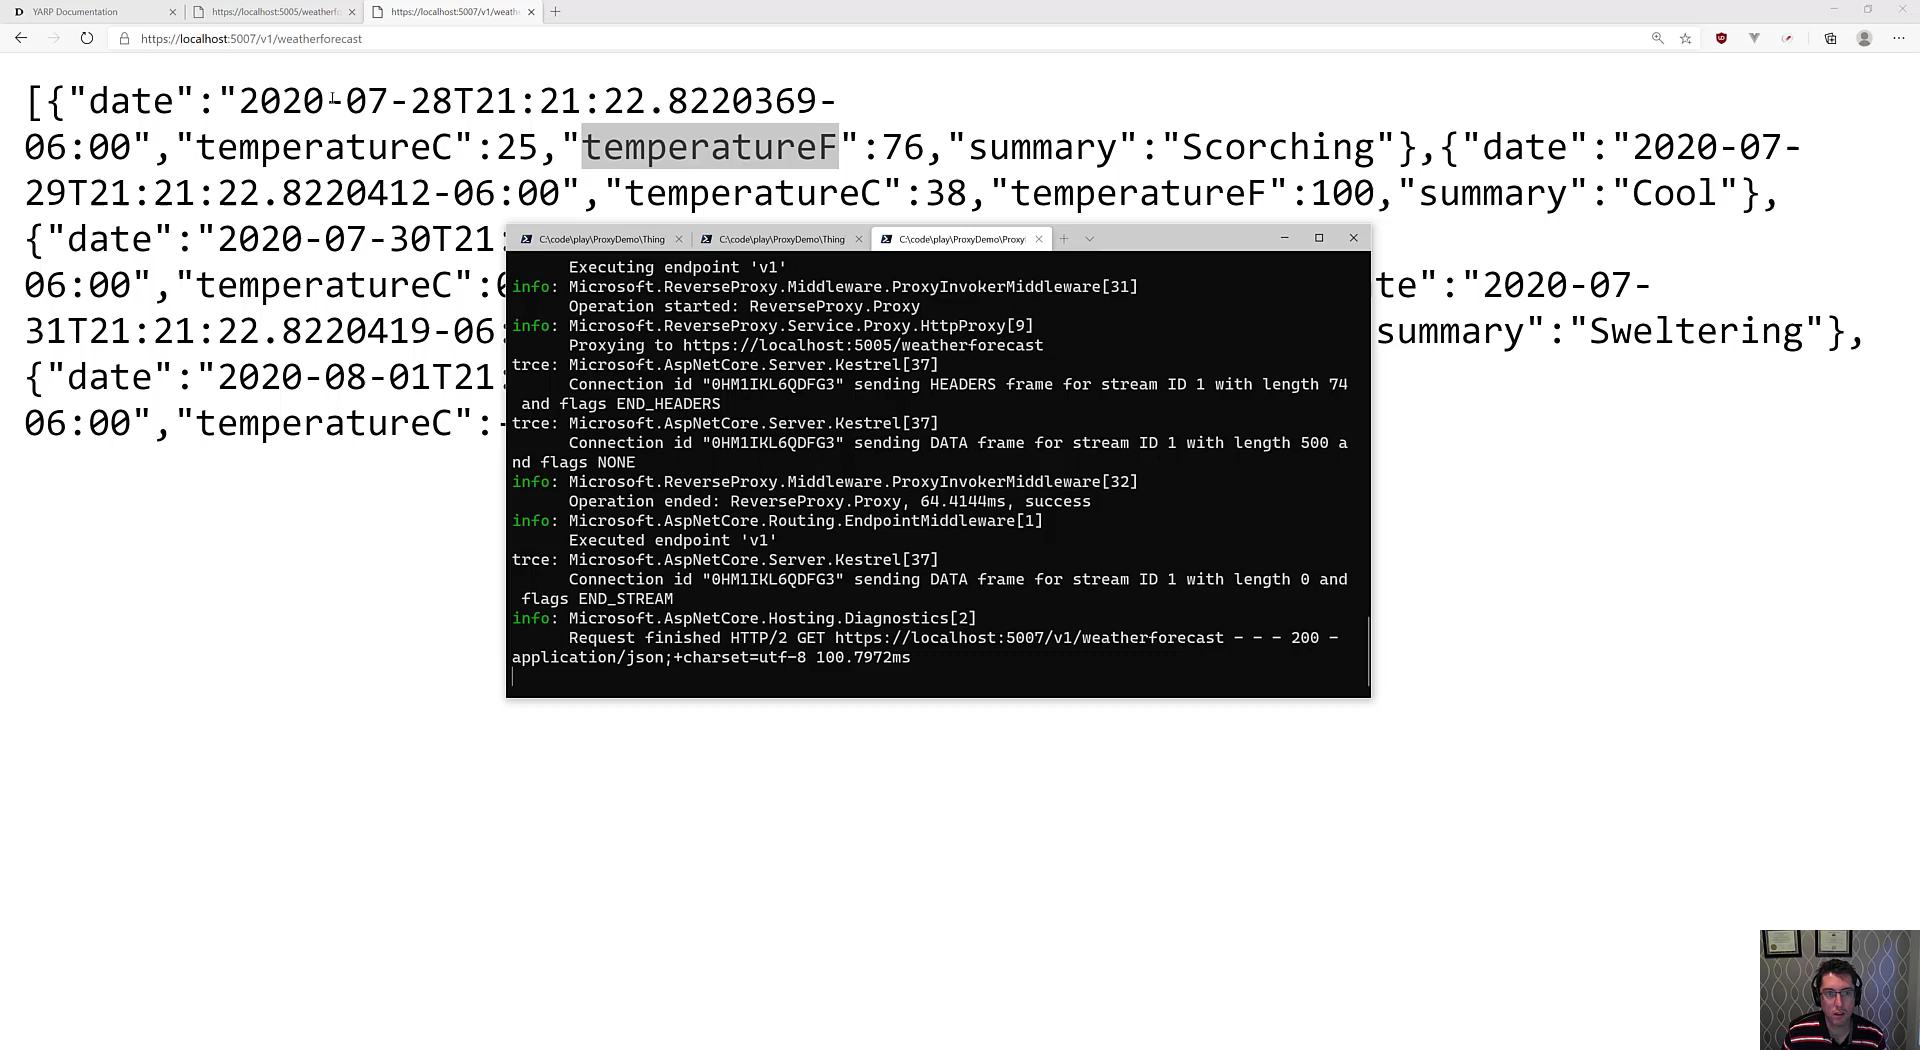 YARP Documentation
https://localhost:5005/weatherfo
https://localhost:5007/v1/weathe
https://localhost:5007/v1/weatherforecast
[{"date":"2020-07-28T21:21:22.8220369-
06:00","temperatureC":25,"temperatureF":76,"summary":"Scorching"},{"date":"2020-07-
29T21:21:22.8220412-06:00","temperatureC":38,"temperatureF":100,"summary":"Cool"},
{"date":"2020-07-30T21:
06:00","temperatureC": te":"2020-07-
31T21:21:22.8220419-06: summary":"Sweltering"},
{"date":"2020-08-01T21:
06:00","temperatureC":-
C:\code\play\ProxyDemo\Thing
C:\code\play\ProxyDemo\Thing
C:\code\play\ProxyDemo\Proxy
Executing endpoint 'v1'
info: Microsoft.ReverseProxy.Middleware.ProxyInvokerMiddleware[31]
Operation started: ReverseProxy.Proxy
info: Microsoft.ReverseProxy.Service.Proxy.HttpProxy[9]
Proxying to https://localhost:5005/weatherforecast
trce: Microsoft.AspNetCore.Server.Kestrel[37]
Connection id "0HM1IKL6QDFG3" sending HEADERS frame for stream ID 1 with length 74
and flags END_HEADERS
trce: Microsoft.AspNetCore.Server.Kestrel[37]
Connection id "0HM1IKL6QDFG3" sending DATA frame for stream ID 1 with length 500 a
nd flags NONE
info: Microsoft.ReverseProxy.Middleware.ProxyInvokerMiddleware[32]
Operation ended: ReverseProxy.Proxy, 64.4144ms, success
info: Microsoft.AspNetCore.Routing.EndpointMiddleware[1]
Executed endpoint 'v1'
trce: Microsoft.AspNetCore.Server.Kestrel[37]
Connection id "0HM1IKL6QDFG3" sending DATA frame for stream ID 1 with length 0 and
flags END_STREAM
info: Microsoft.AspNetCore.Hosting.Diagnostics[2]
Request finished HTTP/2 GET https://localhost:5007/v1/weatherforecast - - - 200 -
application/json;+charset=utf-8 100.7972ms